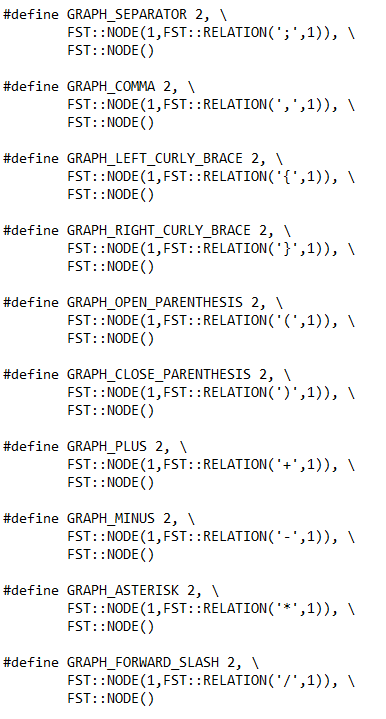 #define GRAPH_SEPARATOR 2, \
        FST::NODE(1,FST::RELATION(';',1)), \
        FST::NODE()

#define GRAPH_COMMA 2, \
        FST::NODE(1,FST::RELATION(',',1)), \
        FST::NODE()

#define GRAPH_LEFT_CURLY_BRACE 2, \
        FST::NODE(1,FST::RELATION('{',1)), \
        FST::NODE()

#define GRAPH_RIGHT_CURLY_BRACE 2, \
        FST::NODE(1,FST::RELATION('}',1)), \
        FST::NODE()

#define GRAPH_OPEN_PARENTHESIS 2, \
        FST::NODE(1,FST::RELATION('(',1)), \
        FST::NODE()

#define GRAPH_CLOSE_PARENTHESIS 2, \
        FST::NODE(1,FST::RELATION(')',1)), \
        FST::NODE()

#define GRAPH_PLUS 2, \
        FST::NODE(1,FST::RELATION('+',1)), \
        FST::NODE()

#define GRAPH_MINUS 2, \
        FST::NODE(1,FST::RELATION('-',1)), \
        FST::NODE()

#define GRAPH_ASTERISK 2, \
        FST::NODE(1,FST::RELATION('*',1)), \
        FST::NODE()

#define GRAPH_FORWARD_SLASH 2, \
        FST::NODE(1,FST::RELATION('/',1)), \
        FST::NODE()